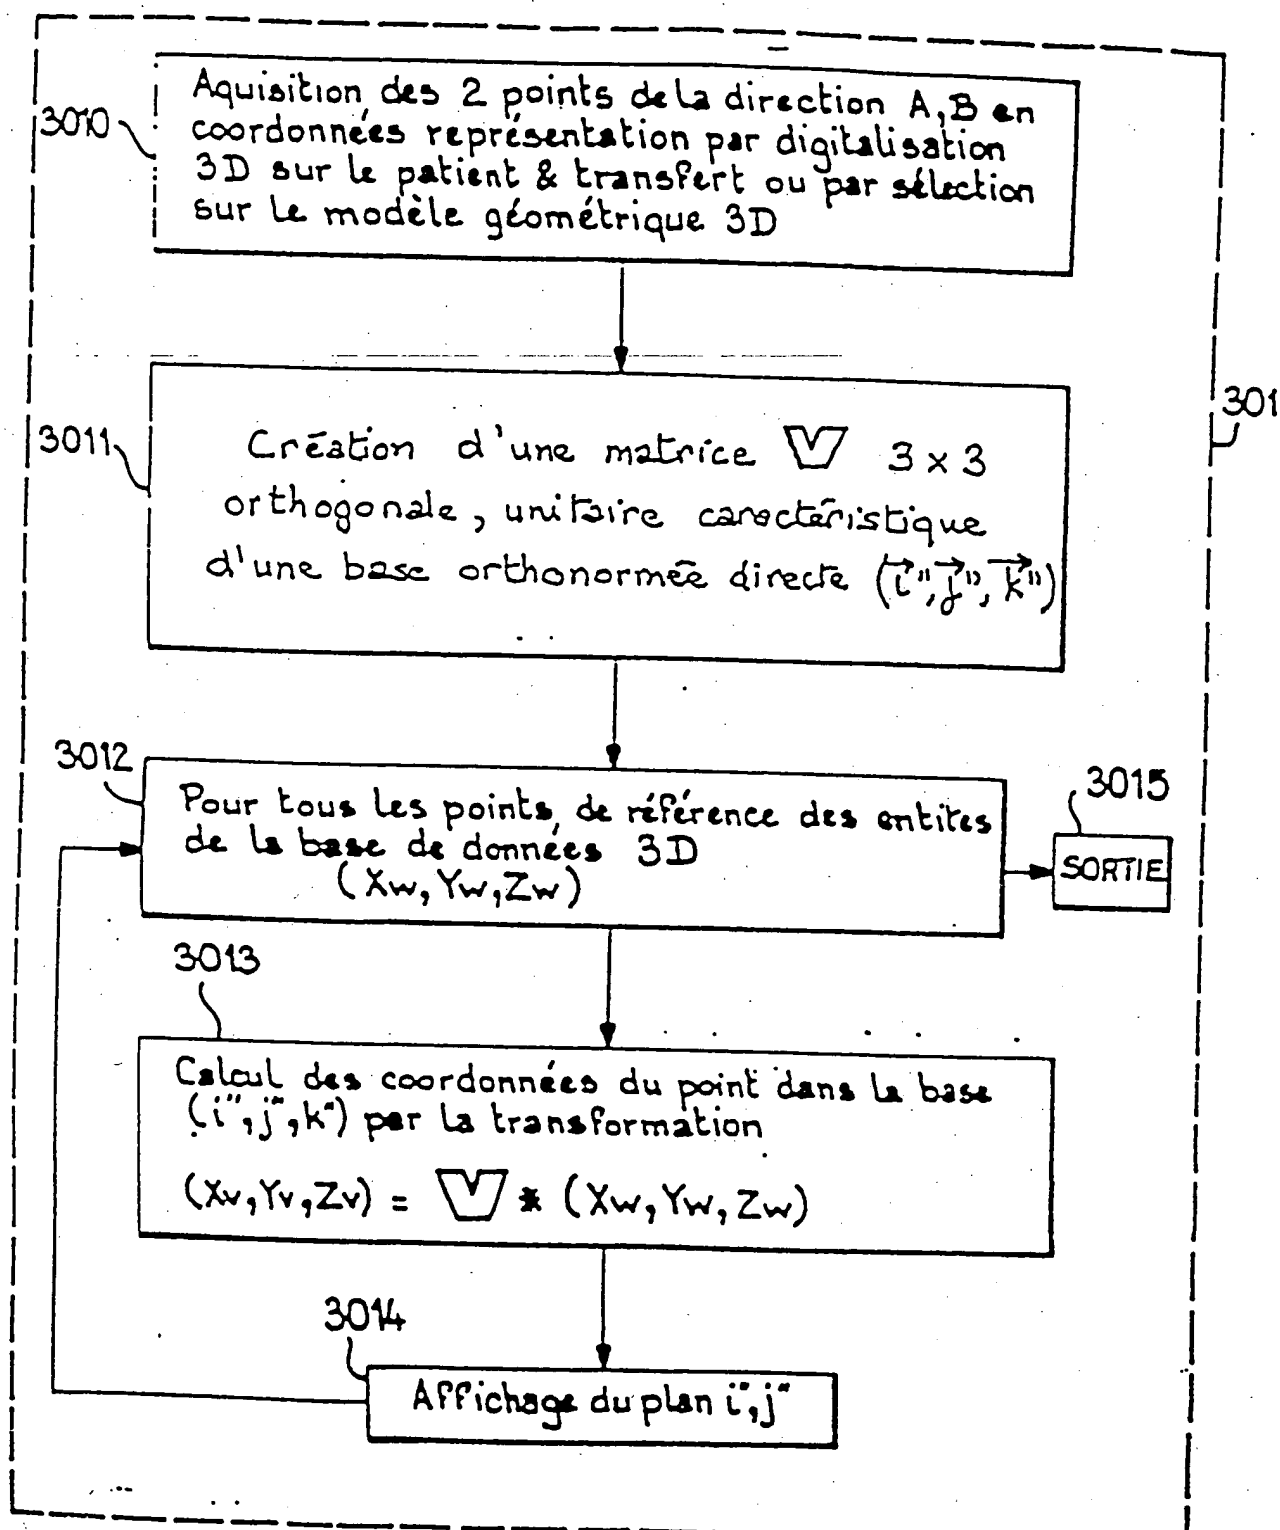 3010
Aquisition des 2 points de la direction A,B en
coordonnées représentation par digitalisation
3D sur le patient & transfert ou par sélection
sur le modèle géométrique 3D
301
3011
Création d'une matrice V 3 x 3
orthogonale, unitaire caractéristique
d'une base orthonormée directe (i",j",k")
3012
Pour tous les points, de référence des entites
de la base de données 3D
(Xw, Yw, Zw)
3015
SORTIE
3013
Calcul des coordonnées du point dans la base
(i",j",k") par la transformation
(Xv,Yv,Zv) = V * (Xw,Yw,Zw)
3014
Affichage du plan i",j"